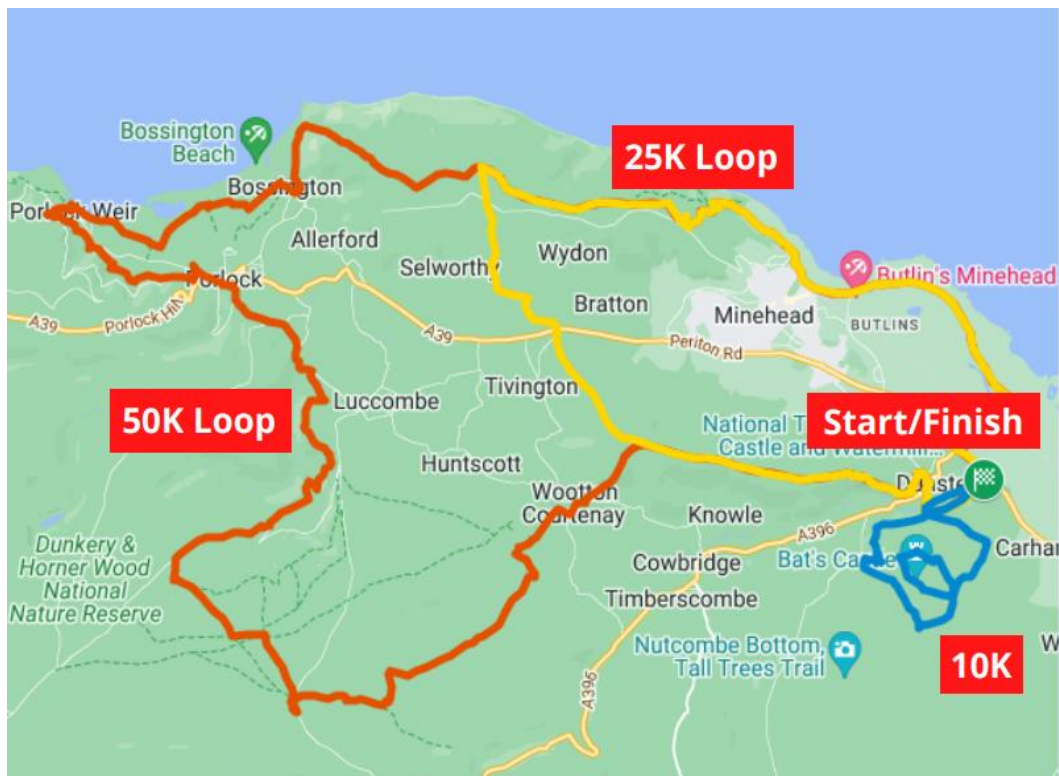 Bossington
Beach
25K Loop
Bossington
Porlock Weir
Allerford
Selworthy
Wydon
Porlock
Butlin's Minehead
Bratton
Minehead
BUTLINS
A39
Porlock Hill
A39
Periton Rd
Tivington
50K Loop
Luccombe
National T
Start/Finish
Castle and Watermill...
Huntscott
Wootton
Courtenay
Knowle
Dunste
A396
Dunkery &
Horner Wood
National
Nature Reserve
Cowbridge
Bat's Castle
Carhar
Timberscombe
Nutcombe Bottom,
Tall Trees Trail
W
10K
A396